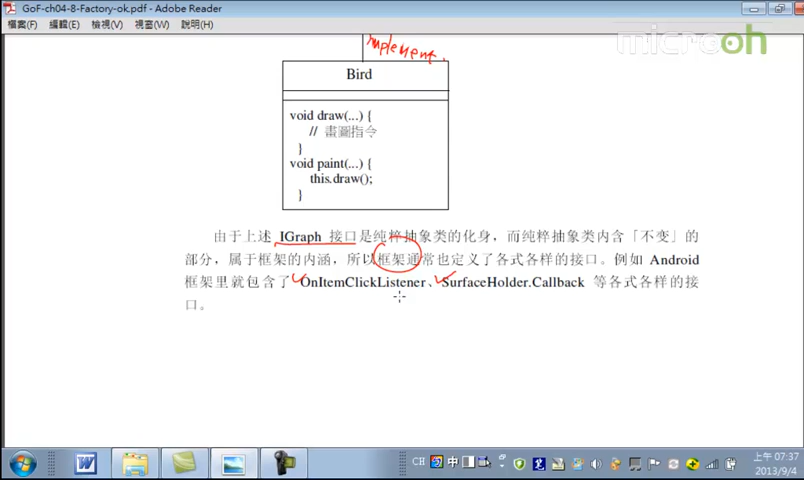 GoF-ch04-8-Factory-ok.pdf - Adobe Reader
檔案(F) 編輯(E) 檢視(V) 視窗(W) 說明(H)
microoh
implement.
Bird
void draw(...) {
// 畫圖指令
}
void paint(...) {
this.draw();
}
由于上述 IGraph 接口是纯粹抽象类的化身，而纯粹抽象类内含「不变」的
部分，属于框架的内涵，所以框架通常也定义了各式各样的接口。例如 Android
框架里就包含了 OnItemClickListener、SurfaceHolder.Callback 等各式各样的接
口。
CH 中
上午 07:37
2013/9/4